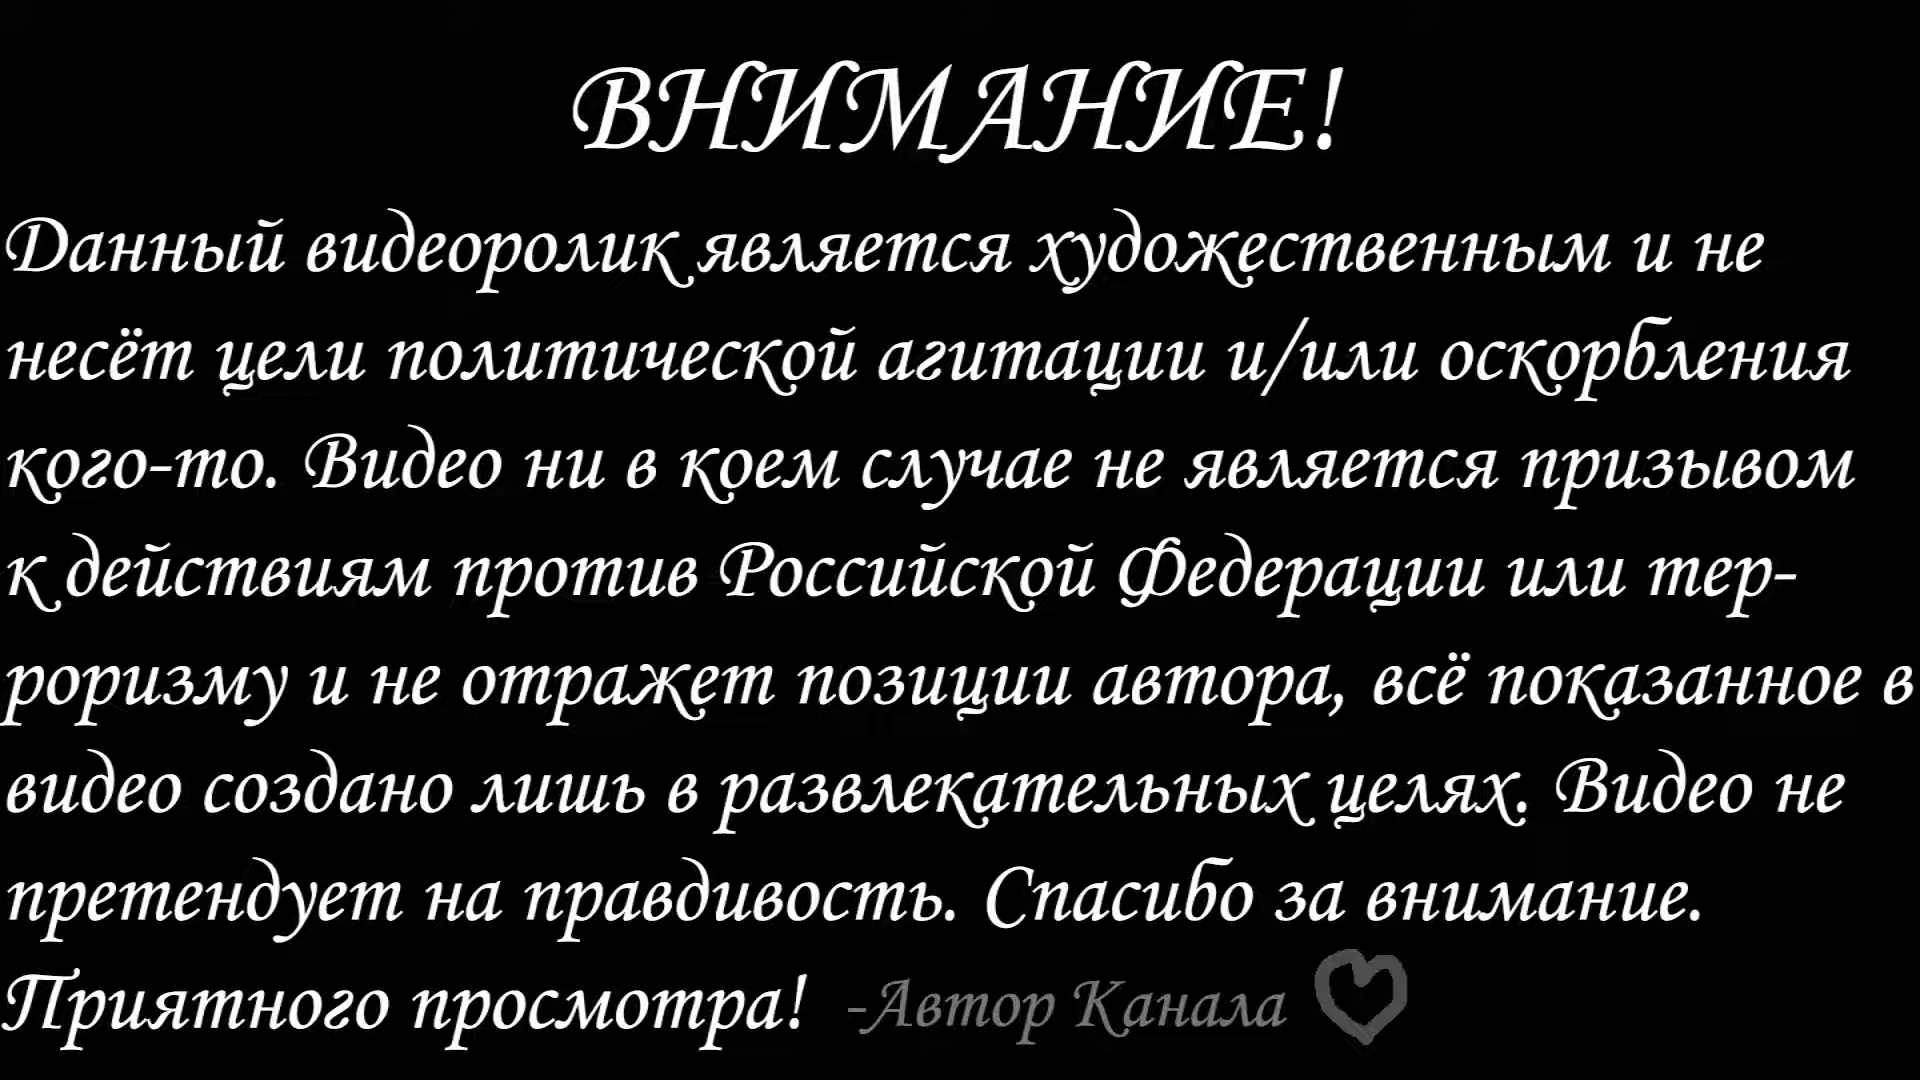 ВНИМАНИЕ!
Данный видеоролик является художественным и не
несёт цели политической агитации и/или оскорбления
кого-то. Видео ни в коем случае не является призывом
к действиям против Российской Федерации или тер-
роризму и не отражет позиции автора, всё показанное в
видео создано лишь в развлекательных целях. Видео не
претендует на правдивость. Спасибо за внимание.
Приятного просмотра! -Автор Канала